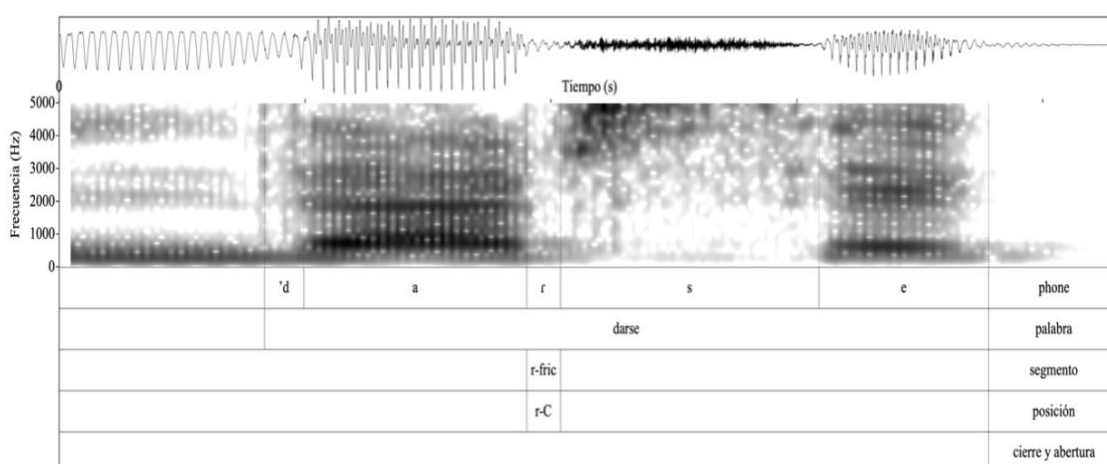 0
Tiempo (s)
5000
4000
3000
2000
1000
0
Frecuencia (Hz)
'd a ɾ s e phone
darse palabra
r-fric segmento
r-C posición
cierre y abertura